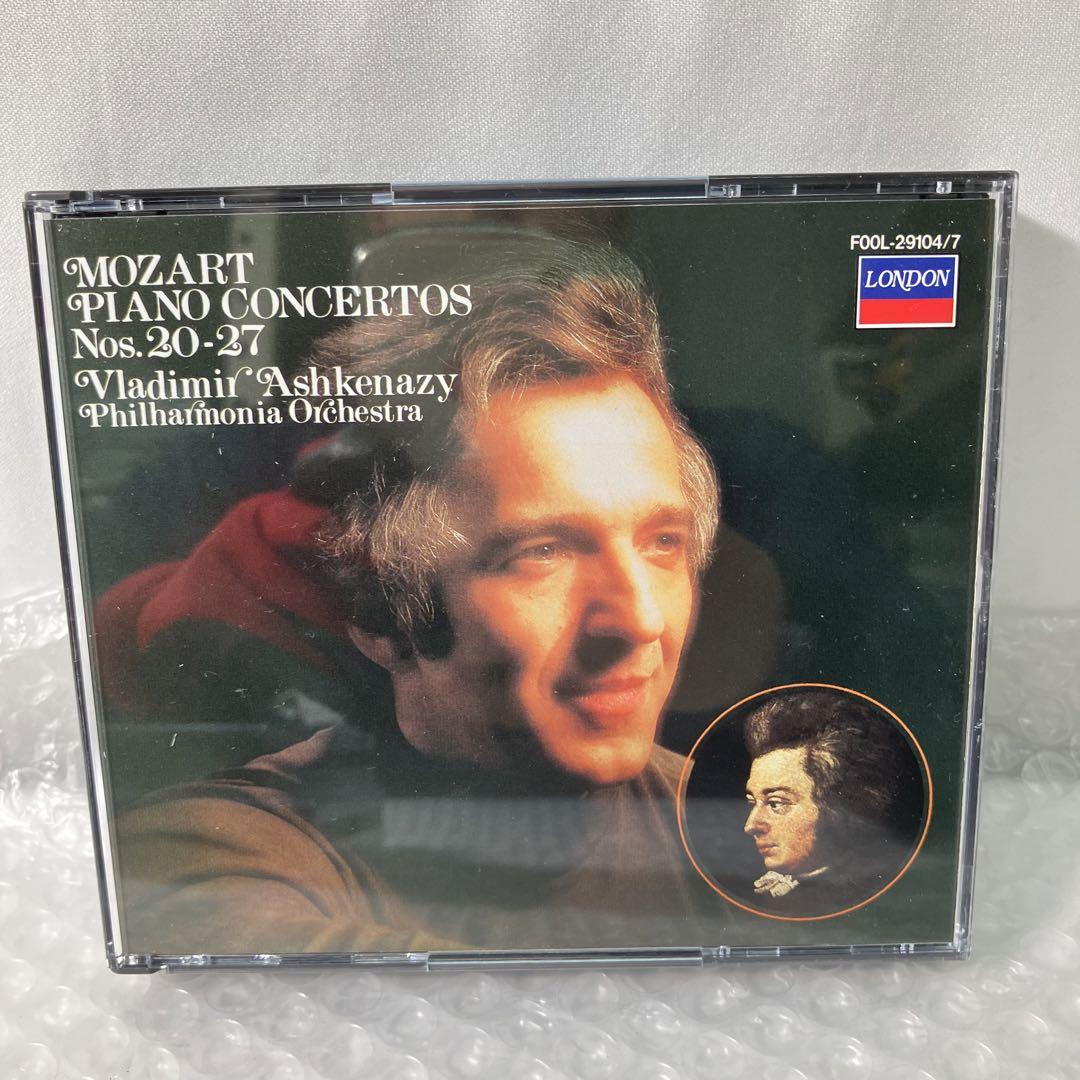 MOZART
PIANO CONCERTOS
Nos. 20-27
Vladimir Ashkenazy
Philharmonia Orchestra
F00L-29104/7
LONDON